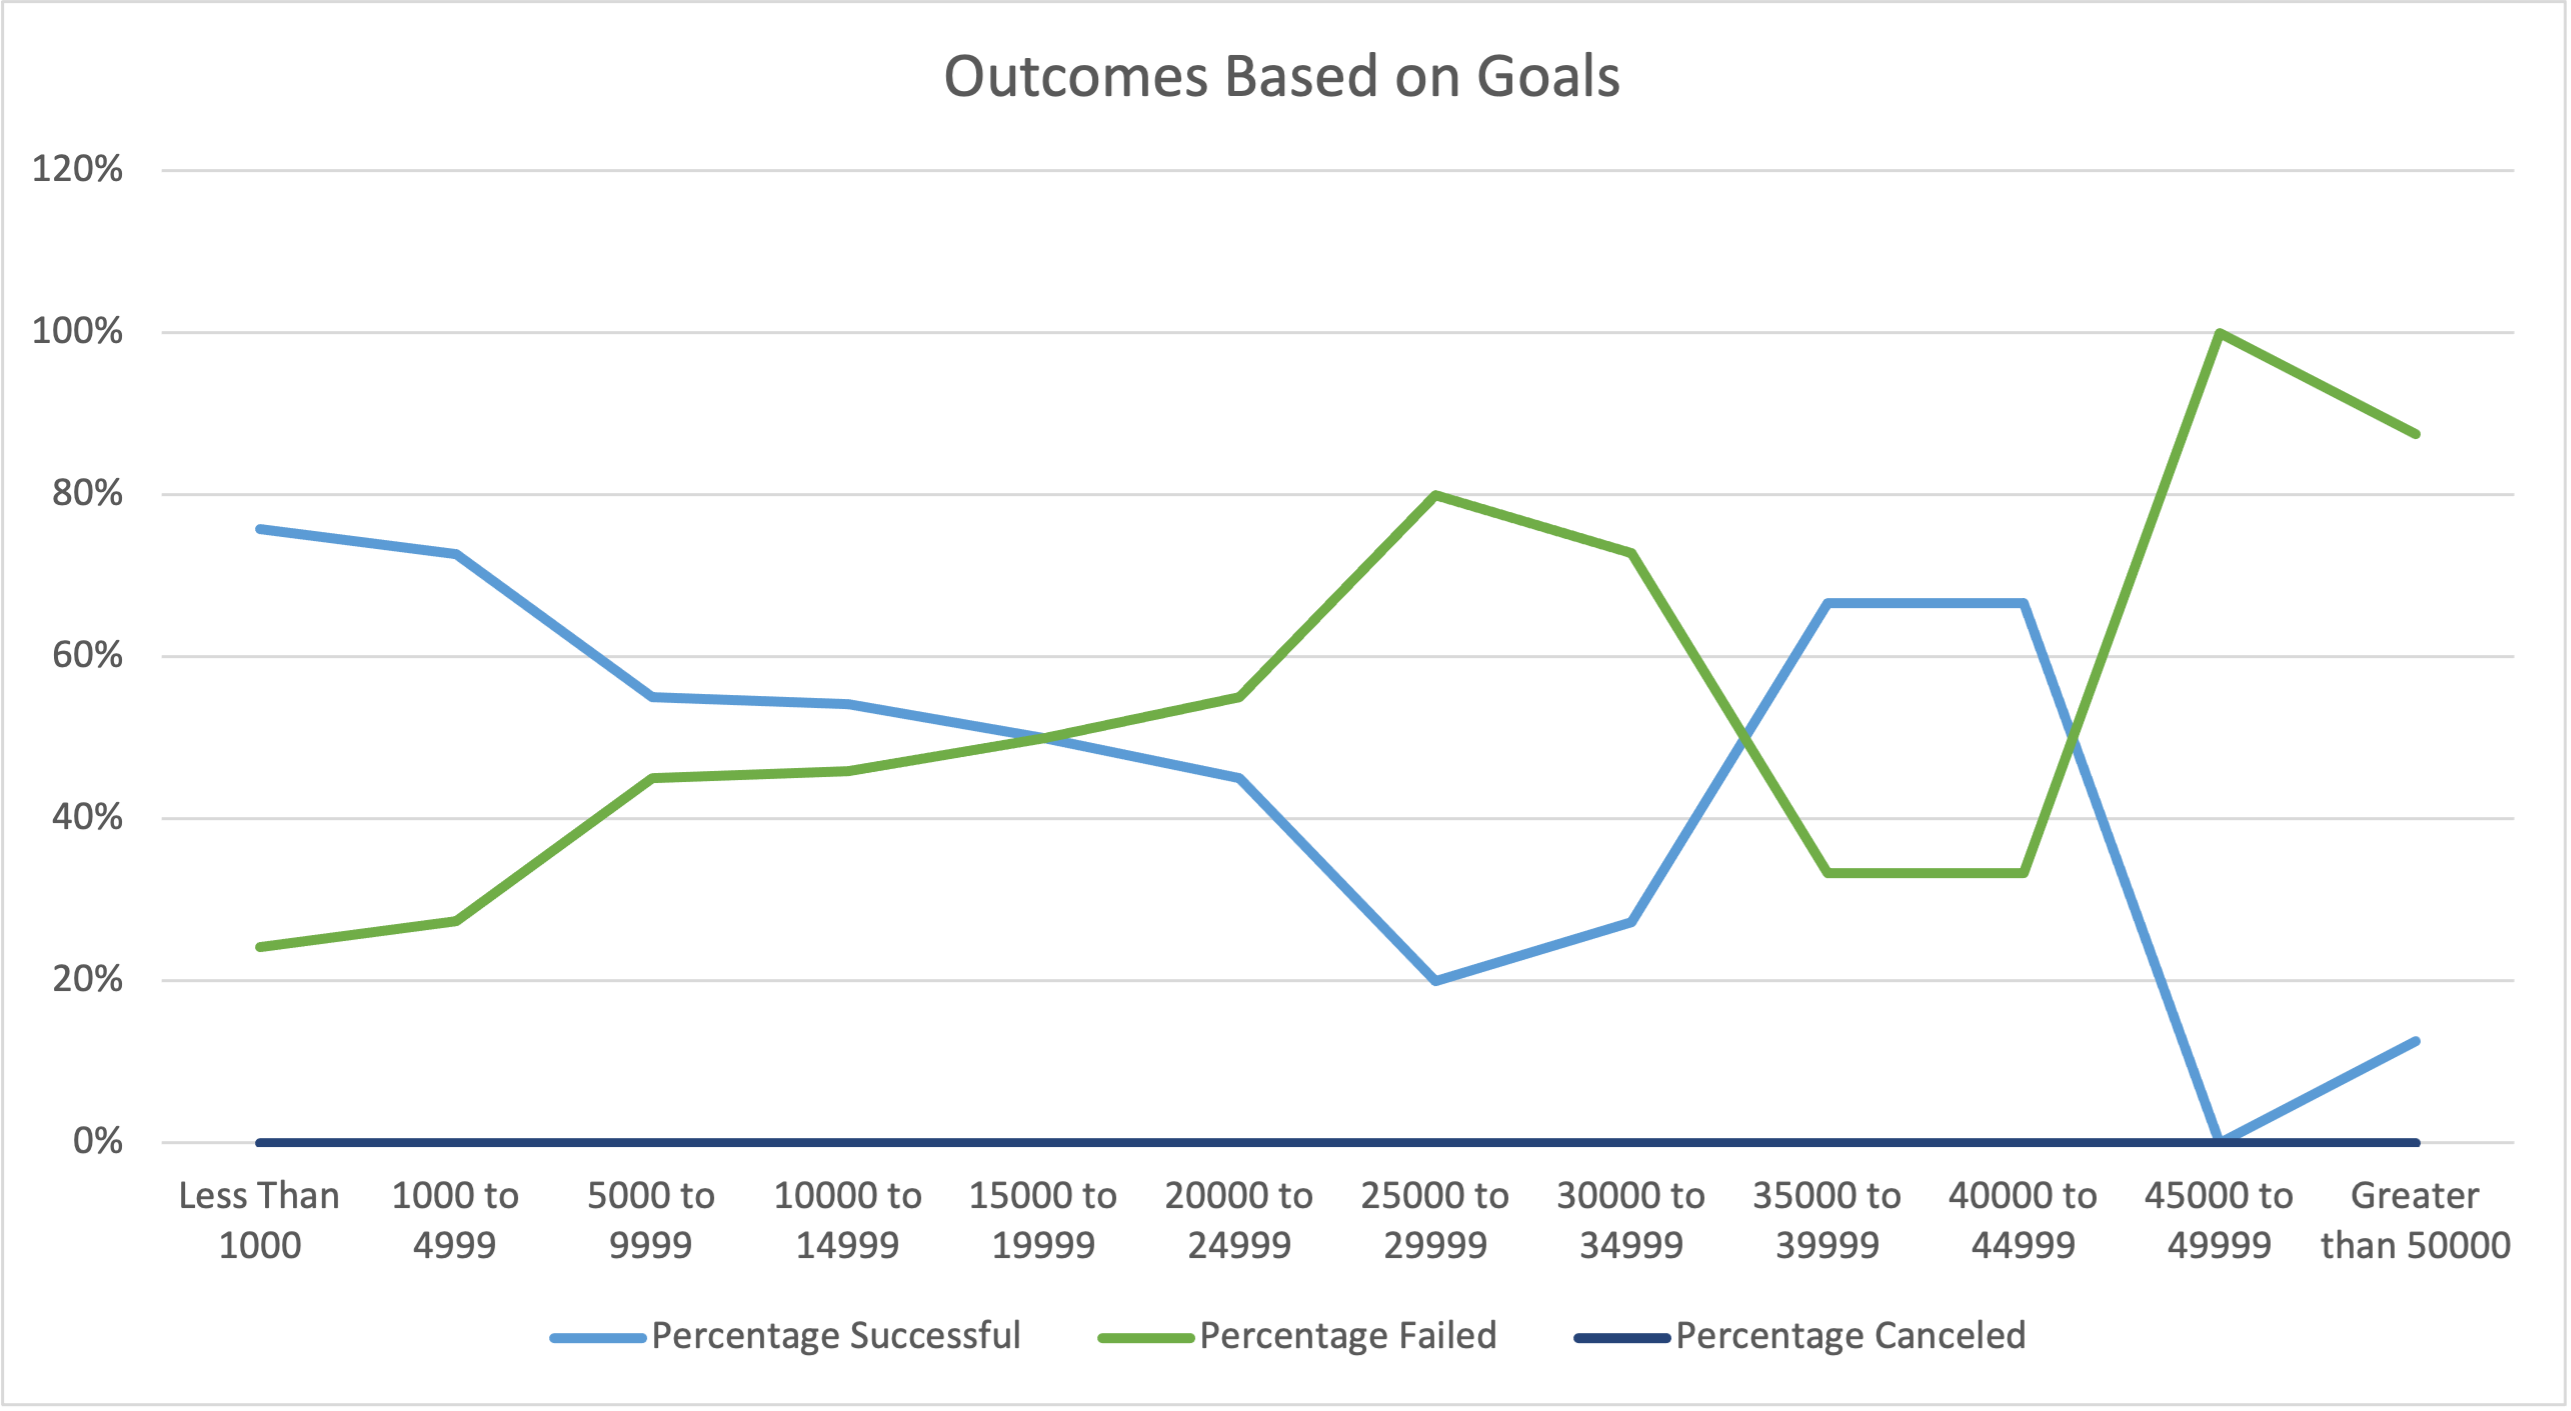 Outcomes Based on Goals
120%
100%
80%
60%
40%
20%
0%
Less Than 1000 to 5000 to 10000 to 15000 to 20000 to 25000 to 30000 to 35000 to 40000 to 45000 to Greater
1000 4999 9999 14999 19999 24999 29999 34999 39999 44999 49999 than 50000
Percentage Successful Percentage Failed Percentage Canceled